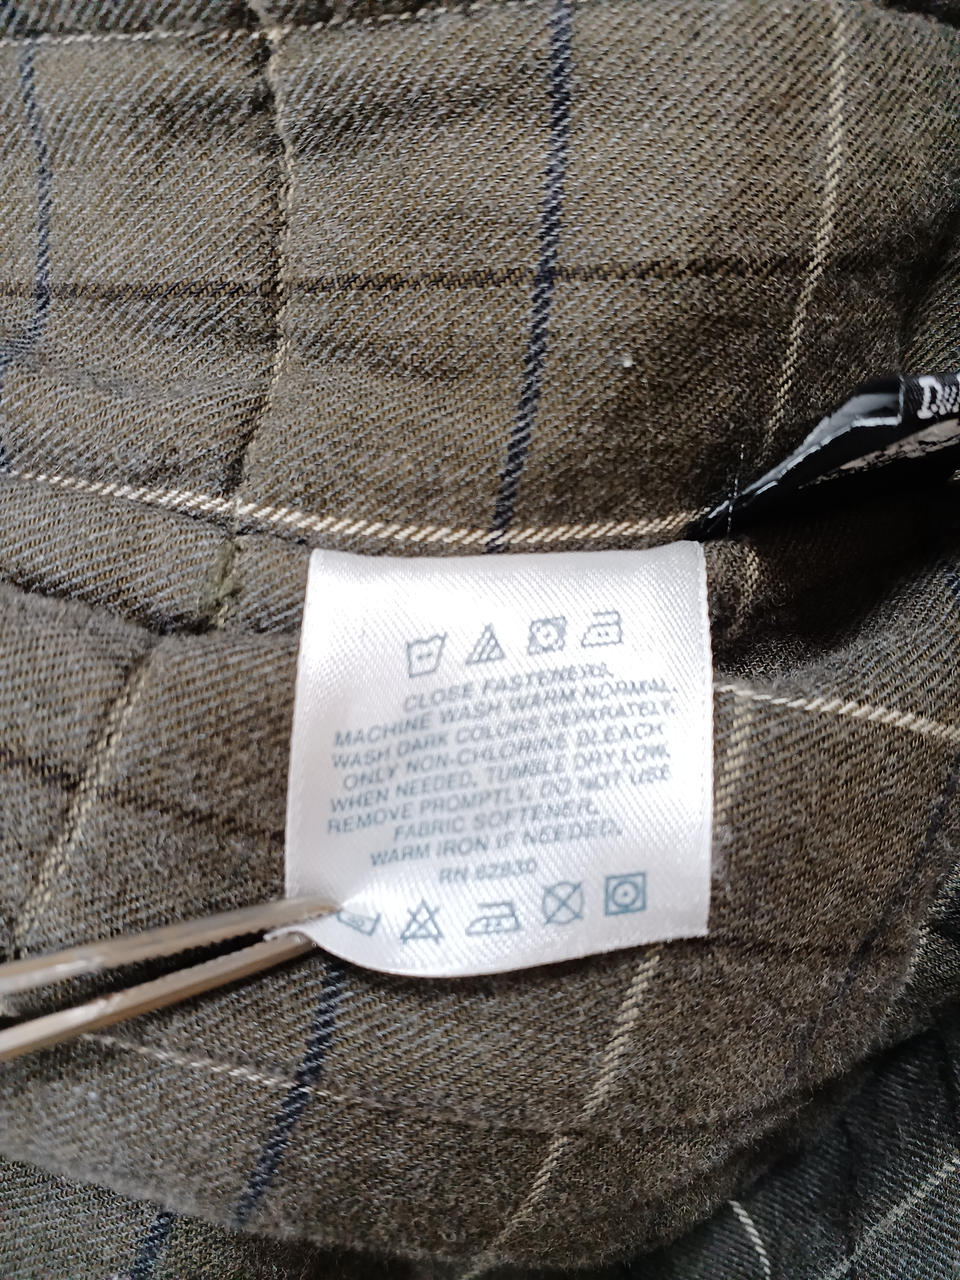 CLOSE FASTENERS.
MACHINE WASH WARM NORMAL.
WASH DARK COLORS SEPARATELY.
ONLY NON-CHLORINE BLEACH
WHEN NEEDED. TUMBLE DRY LOW.
REMOVE PROMPTLY. DO NOT USE
FABRIC SOFTENER.
WARM IRON IF NEEDED.
RN 62830